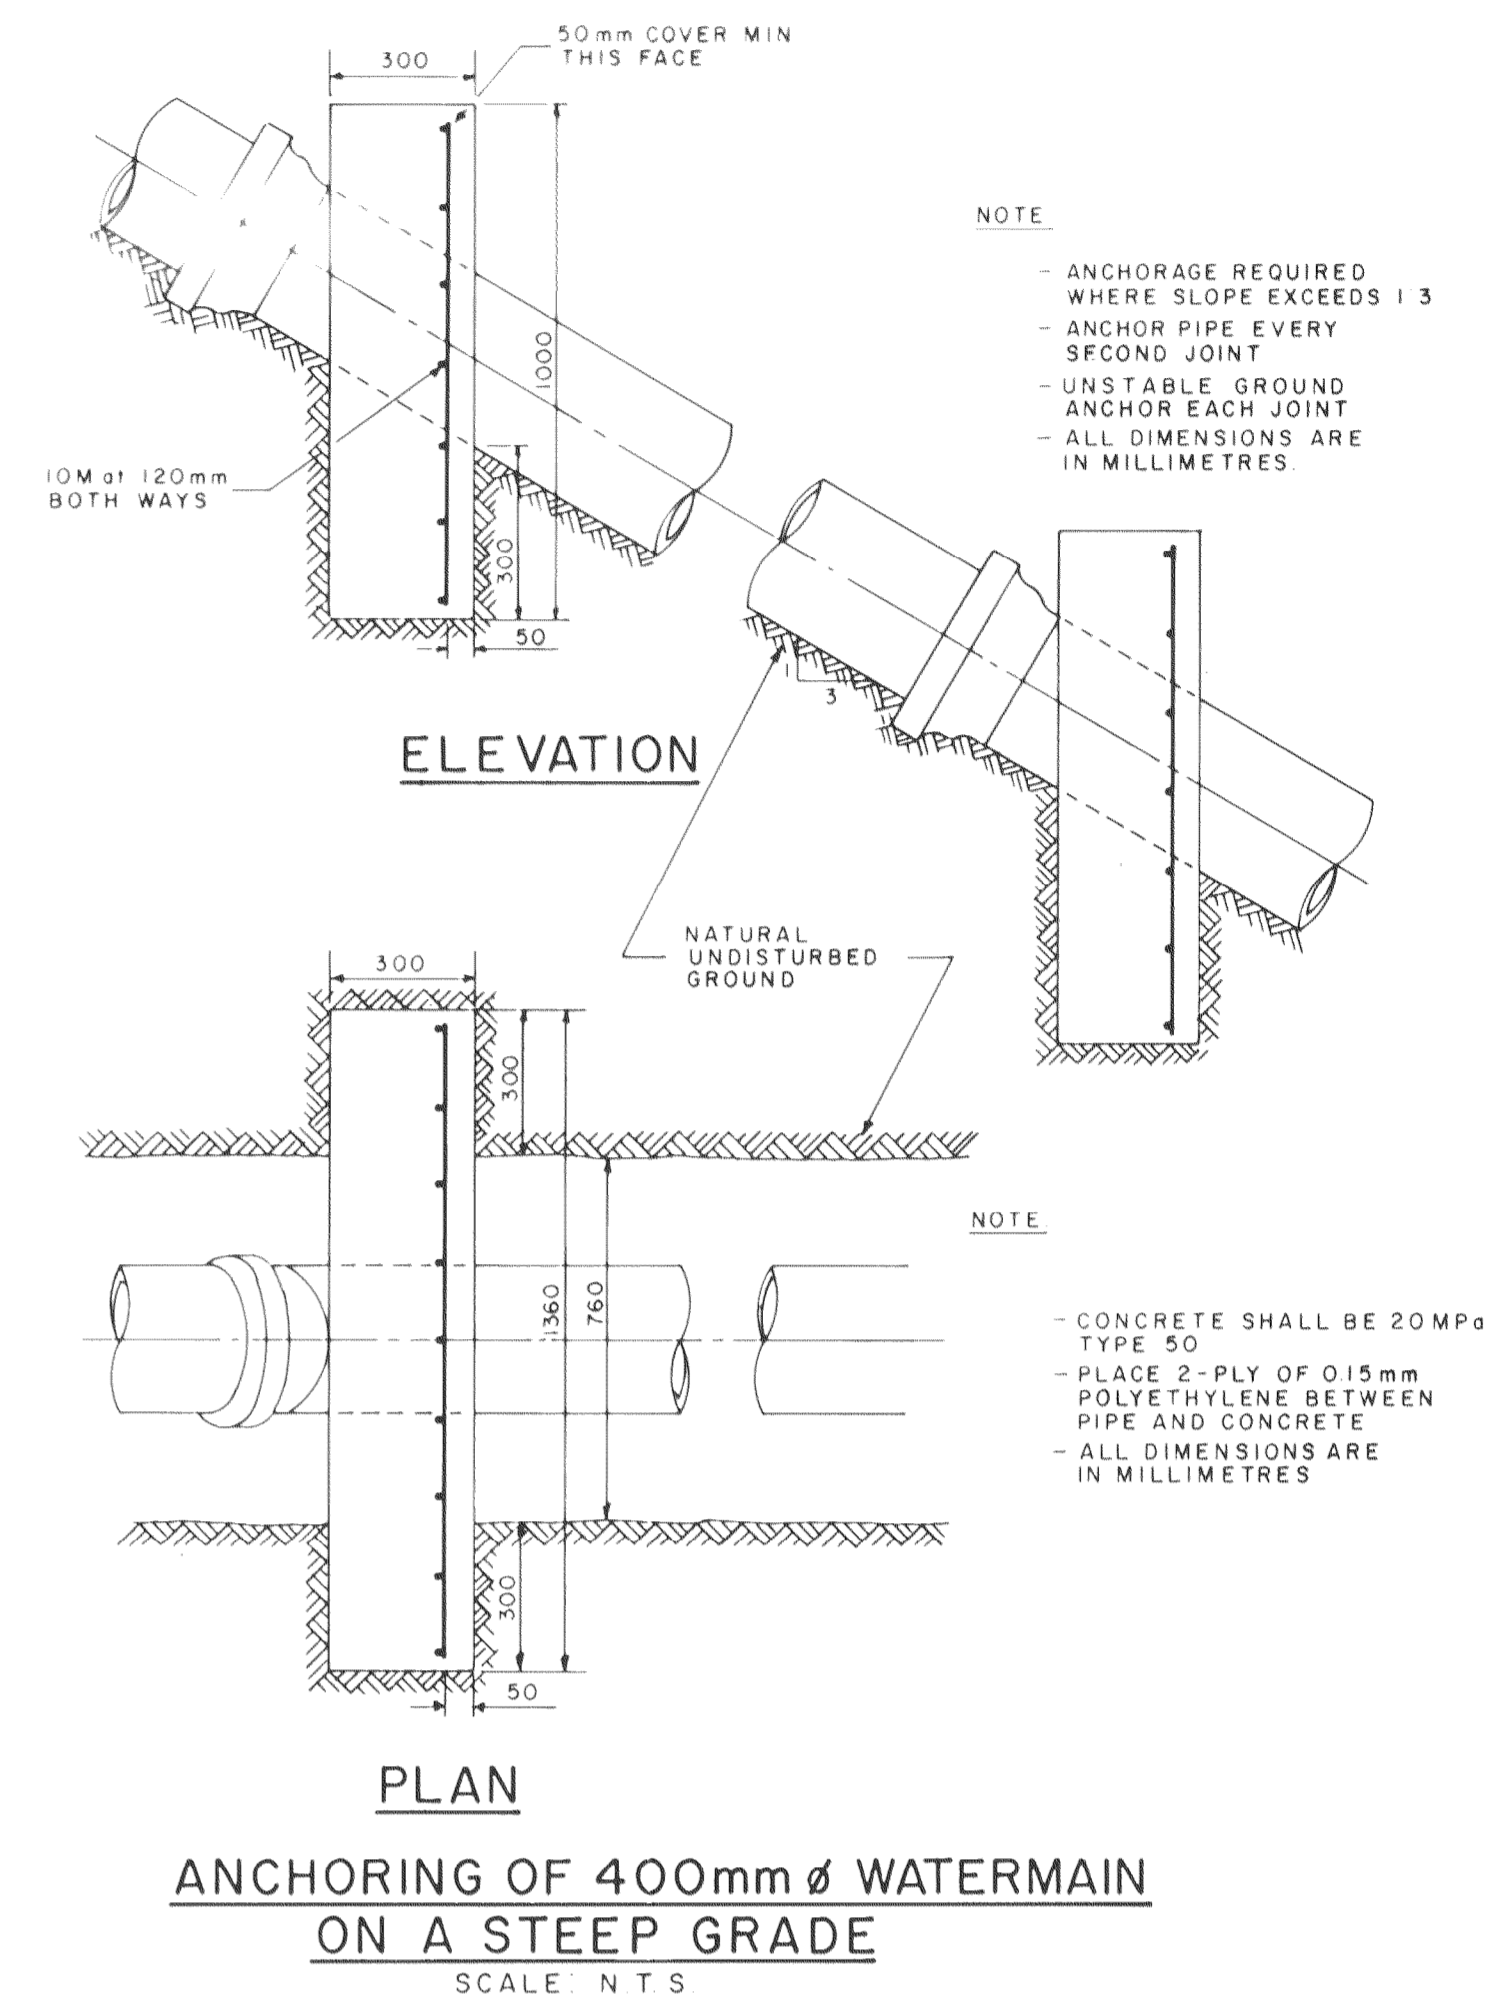 50mm COVER MIN
THIS FACE
300
NOTE
- ANCHORAGE REQUIRED
WHERE SLOPE EXCEEDS 1 3
- ANCHOR PIPE EVERY
SECOND JOINT
- UNSTABLE GROUND
ANCHOR EACH JOINT
- ALL DIMENSIONS ARE
IN MILLIMETRES.
1000
10M at 120mm
BOTH WAYS
300
50
1
3
ELEVATION
NATURAL
UNDISTURBED
GROUND
300
300
1360
760
NOTE
- CONCRETE SHALL BE 20 MPa
TYPE 50
- PLACE 2-PLY OF 0.15mm
POLYETHYLENE BETWEEN
PIPE AND CONCRETE
- ALL DIMENSIONS ARE
IN MILLIMETRES
300
50
PLAN
ANCHORING OF 400mm ø WATERMAIN
ON A STEEP GRADE
SCALE: N.T.S.